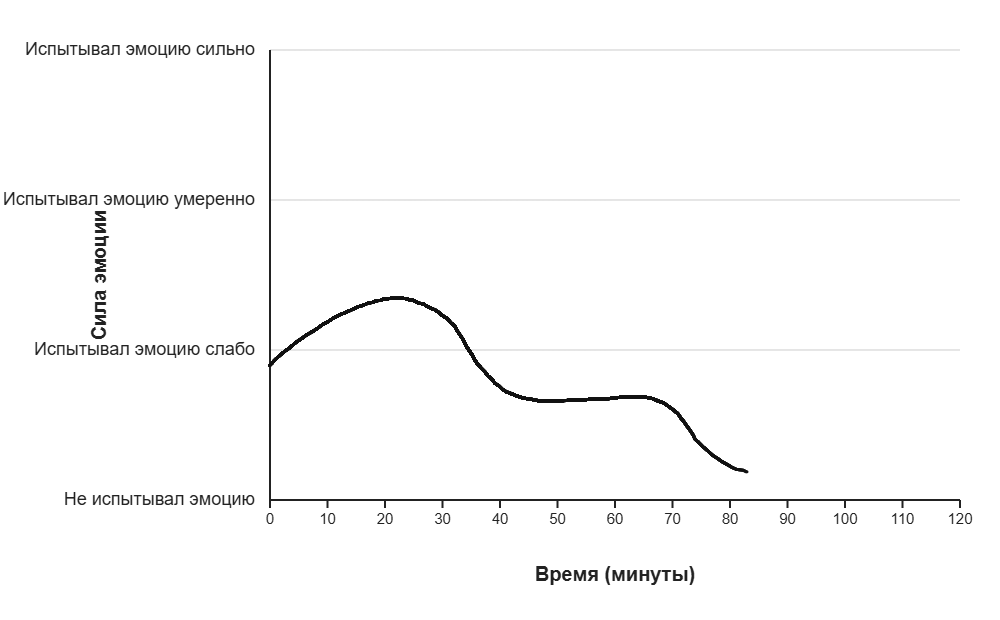 Испытывал эмоцию сильно
Испытывал эмоцию умеренно
Сила эмоции
Испытывал эмоцию слабо
Не испытывал эмоцию
0 10 20 30 40 50 60 70 80 90 100 110 120
Время (минуты)